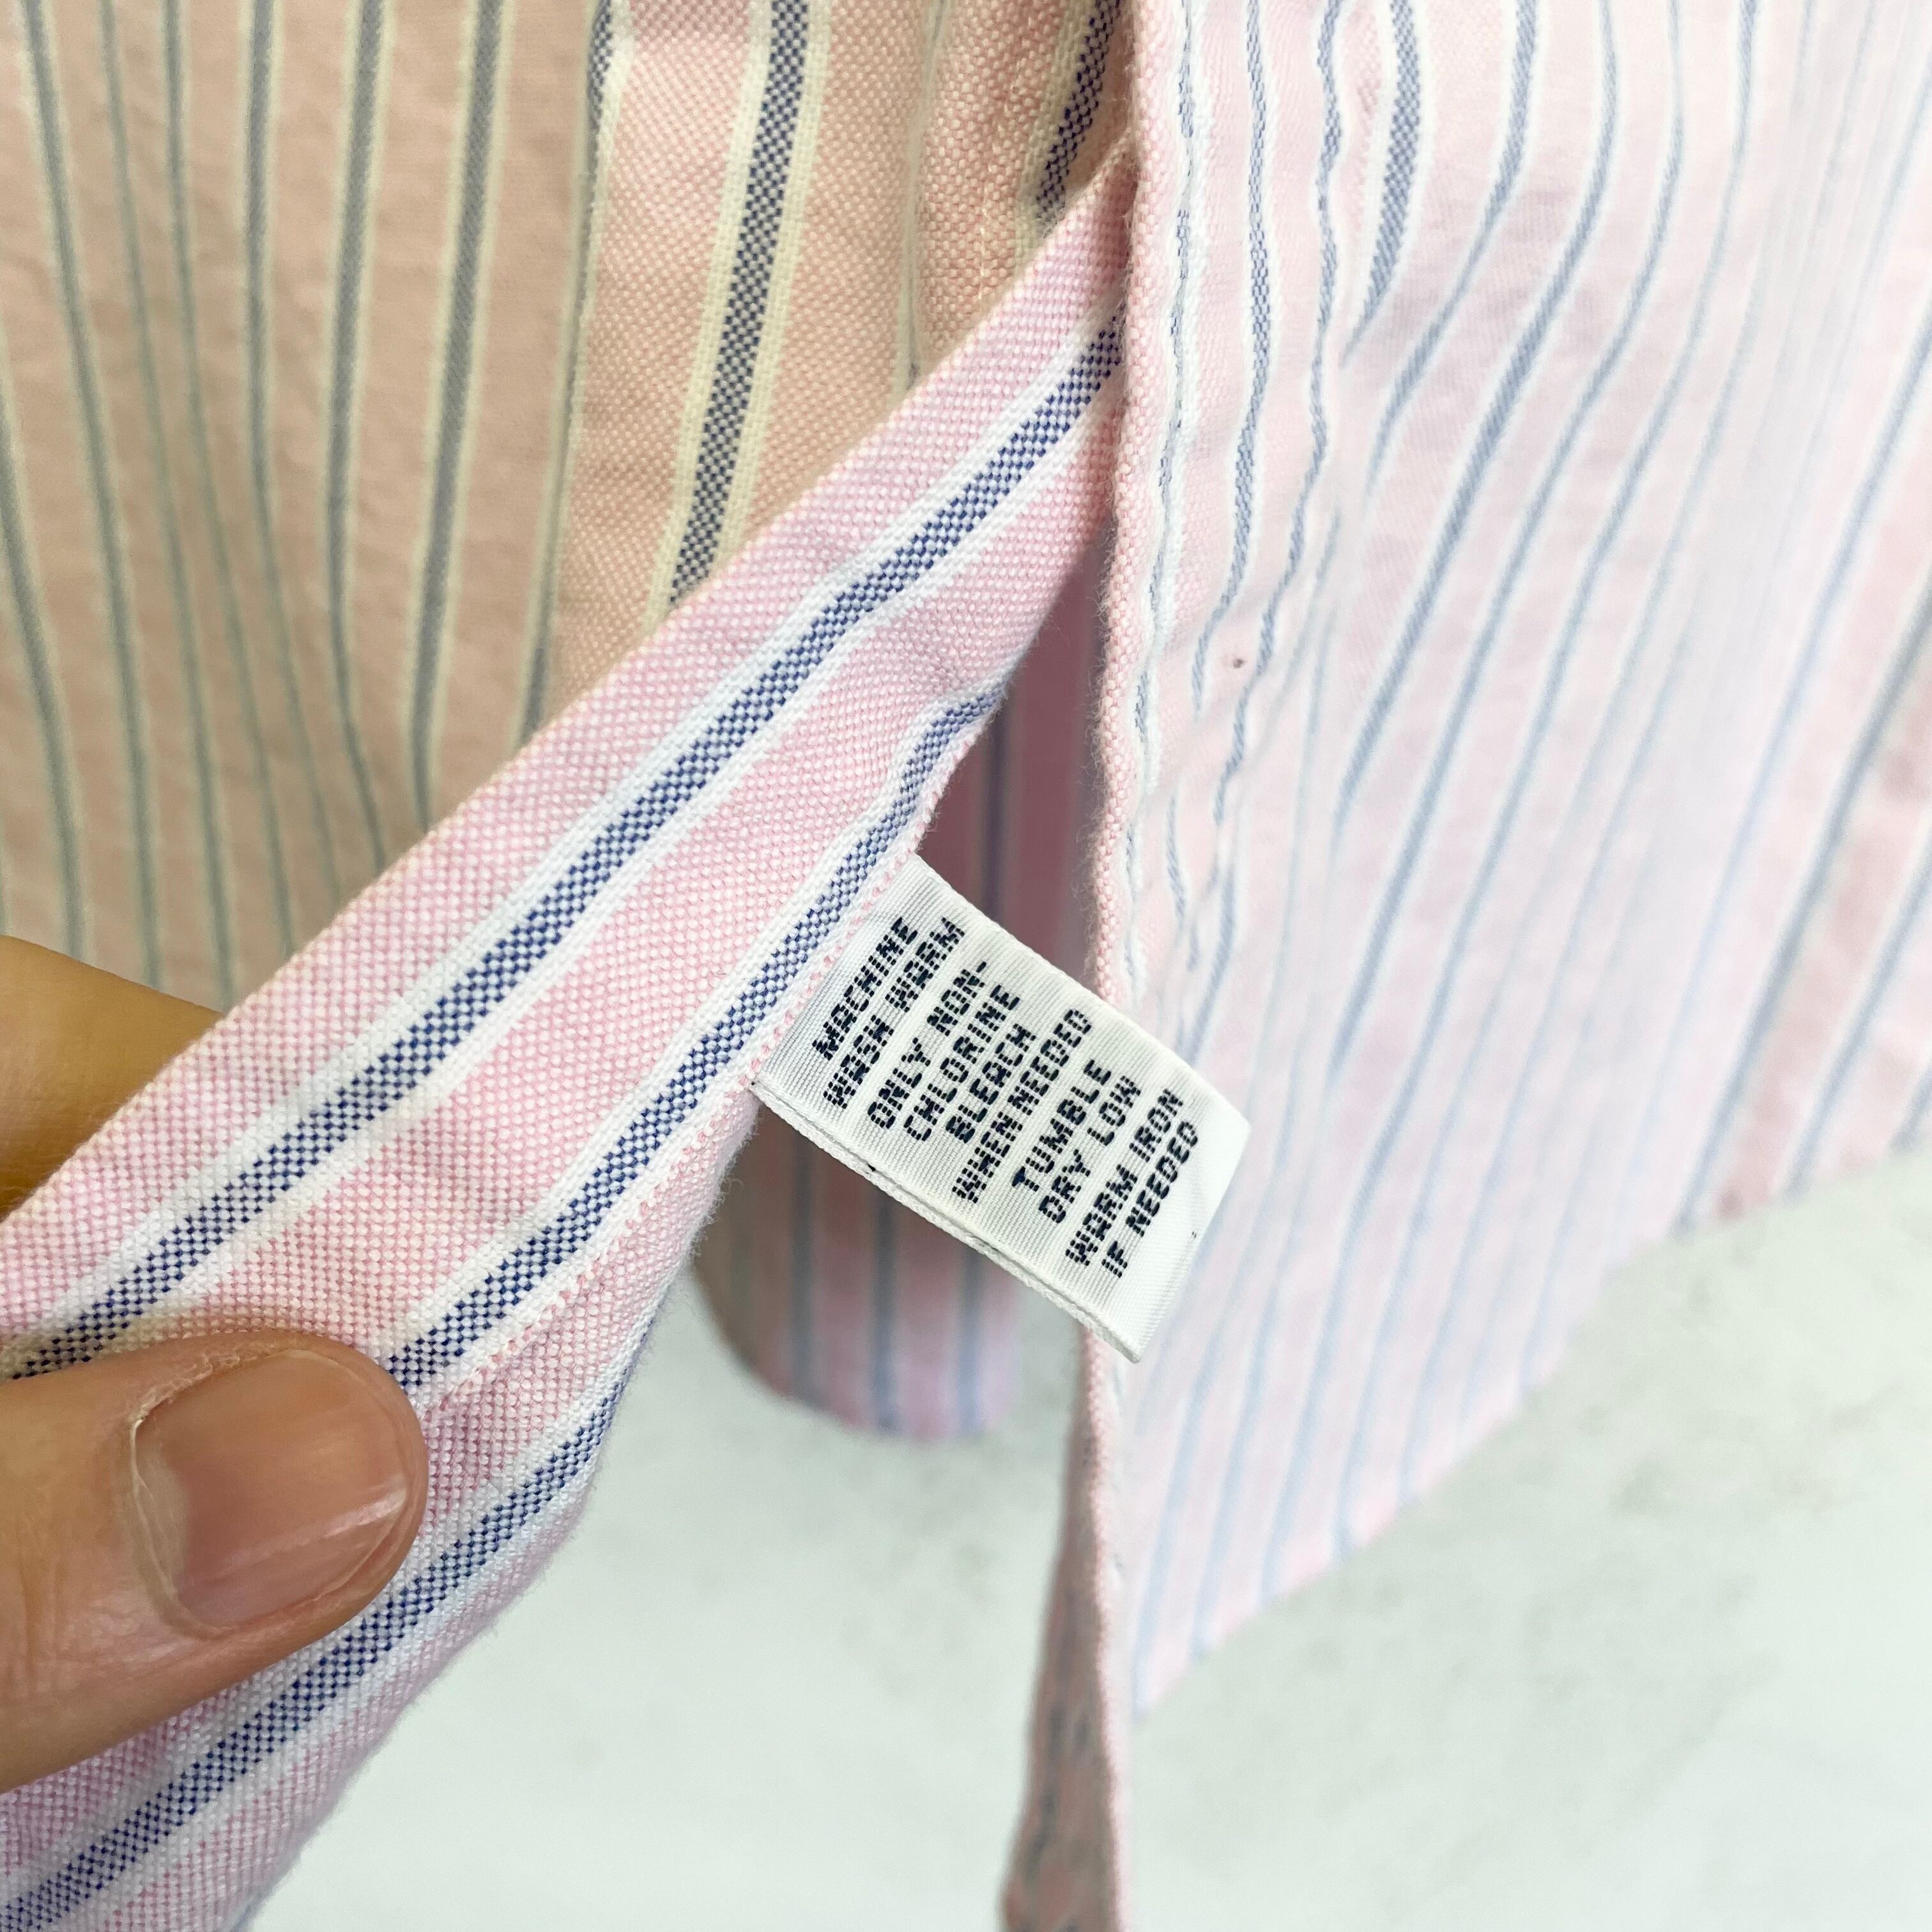 MACHINE
WASH WARM
ONLY NON-
CHLORINE
BLEACH
WHEN NEEDED
TUMBLE
DRY LOW
WARM IRON
IF NEEDED